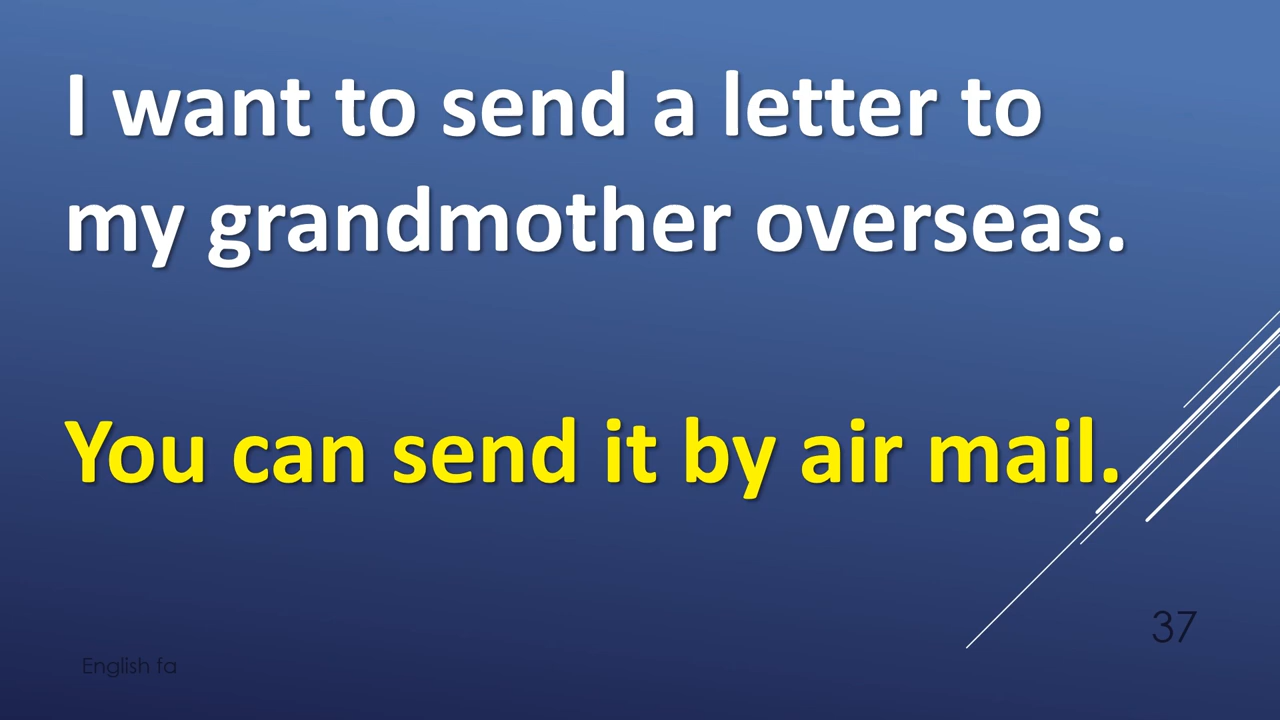 I want to send a letter to
my grandmother overseas.
You can send it by air mail.
37
English fa